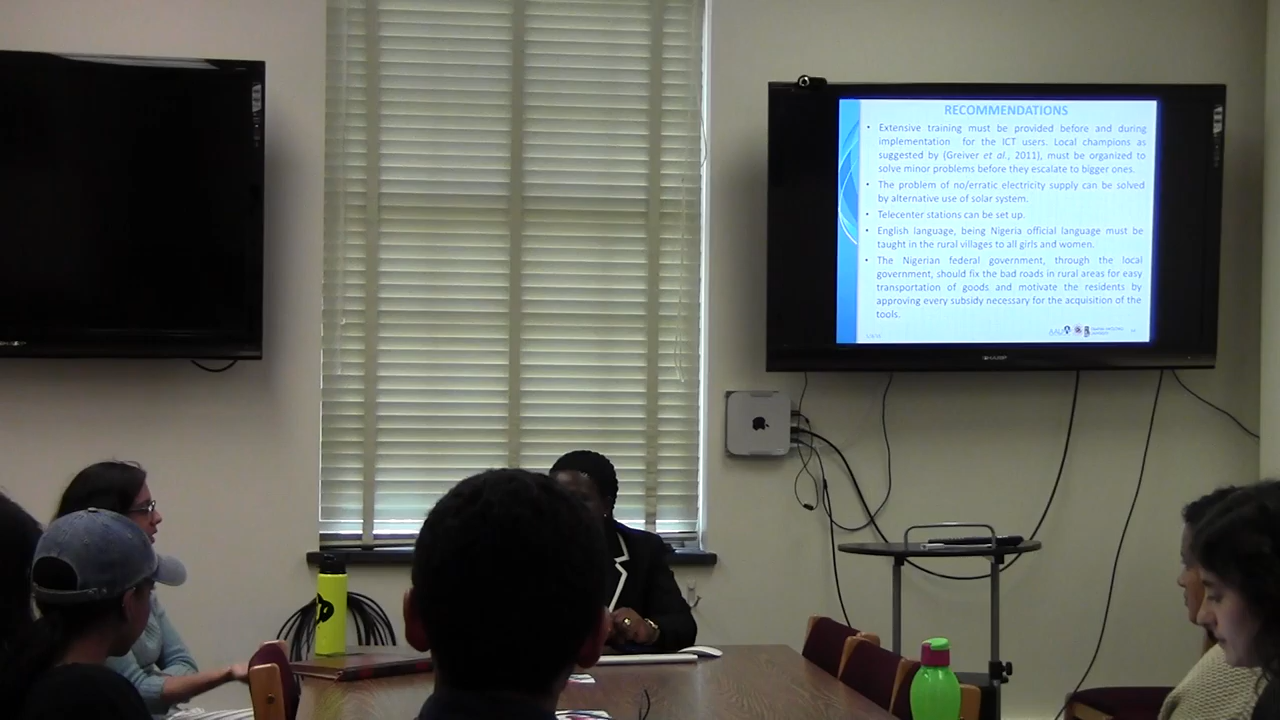 RECOMMENDATIONS
• Extensive training must be provided before and during
implementation for the ICT users. Local champions as
suggested by (Greiver et al., 2011), must be organized to
solve minor problems before they escalate to bigger ones.
• The problem of no/erratic electricity supply can be solved
by alternative use of solar system.
• Telecenter stations can be set up.
• English language, being Nigeria official language must be
taught in the rural villages to all girls and women.
• The Nigerian federal government, through the local
government, should fix the bad roads in rural areas for easy
transportation of goods and motivate the residents by
approving every subsidy necessary for the acquisition of the
tools.
SHARP